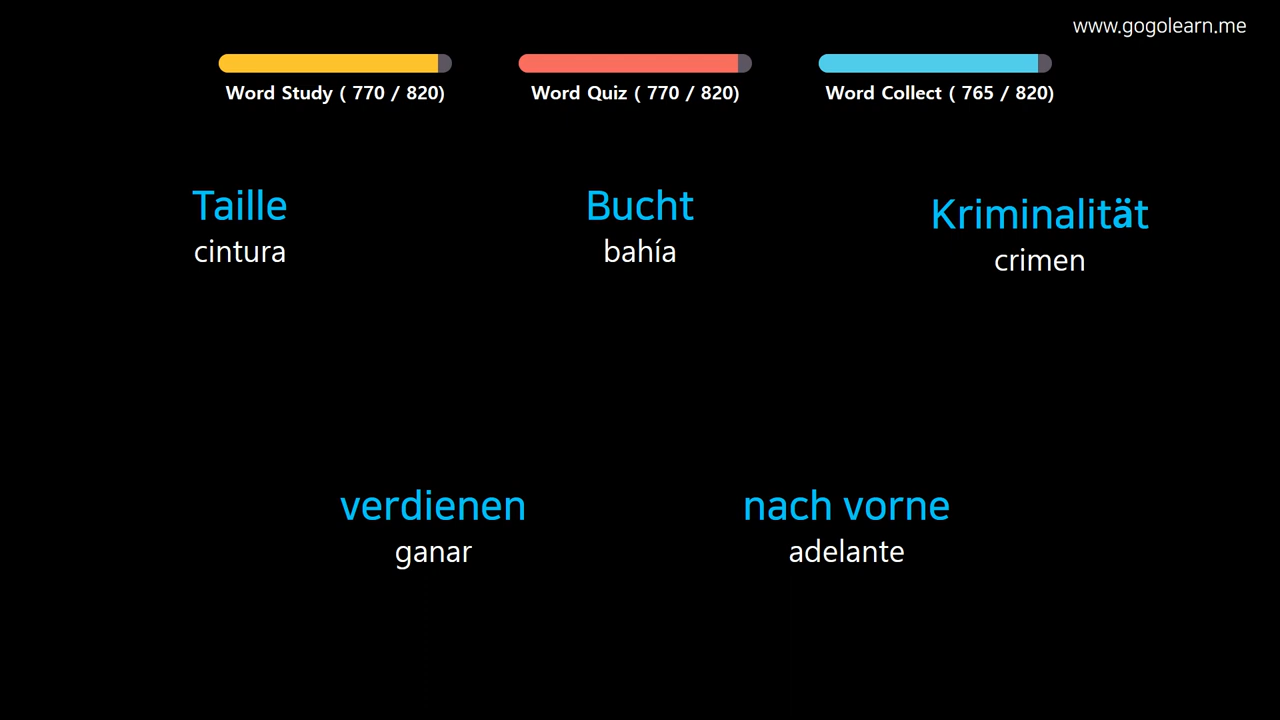 www.gogolearn.me
Word Study ( 770 / 820)
Word Quiz ( 770 / 820)
Word Collect ( 765 / 820)
Taille
cintura
Bucht
bahía
Kriminalität
crimen
verdienen
ganar
nach vorne
adelante